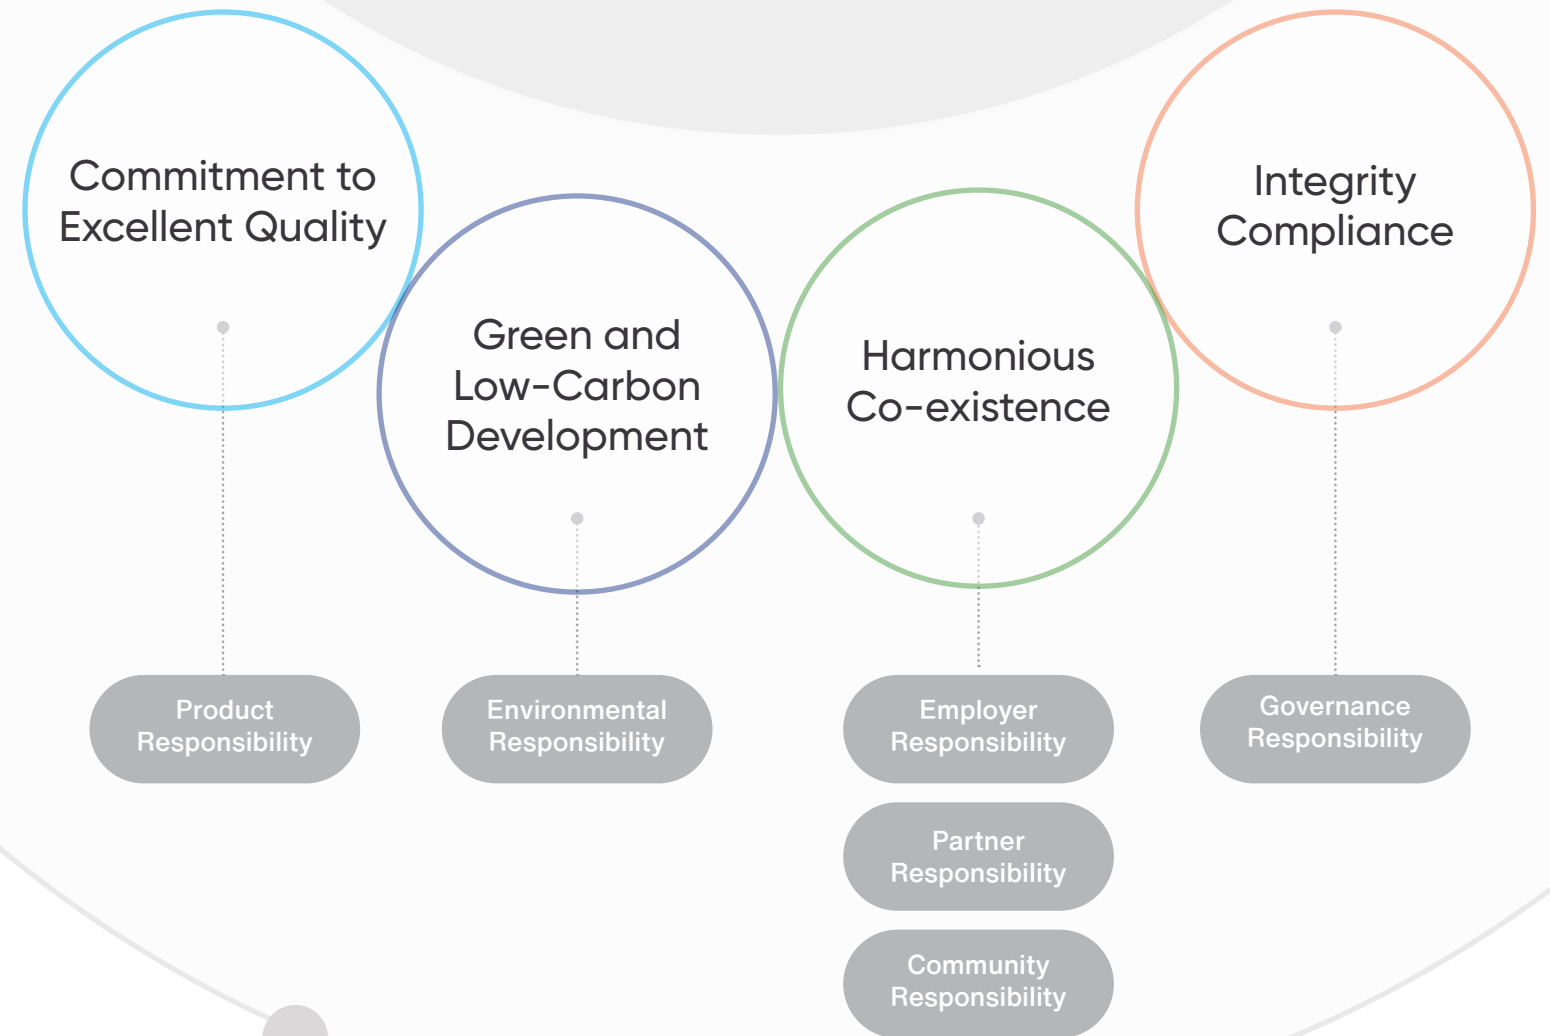 Commitment to
Excellent Quality
Green and
Low-Carbon
Development
Harmonious
Co-existence
Integrity
Compliance
Product
Responsibility
Environmental
Responsibility
Employer
Responsibility
Partner
Responsibility
Community
Responsibility
Governance
Responsibility